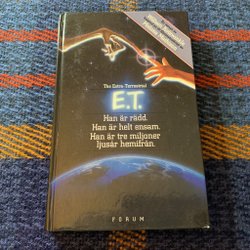 The Extra-Terrestrial
E.T.
Han är rädd.
Han är helt ensam.
Han är tre miljoner
ljusår hemifrån.
FORUM